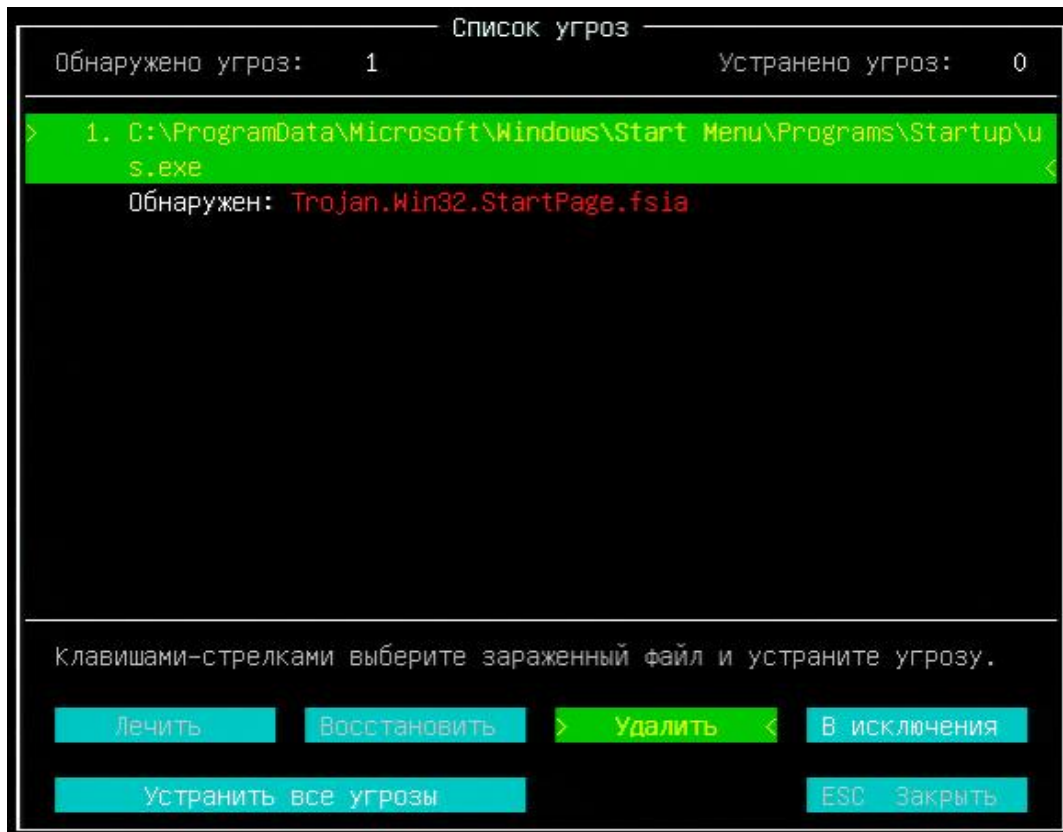 Список угроз
Обнаружено угроз: 1 Устранено угроз: 0
> 1. C:\ProgramData\Microsoft\Windows\Start Menu\Programs\Startup\u
s.exe <
Обнаружен: Trojan.Win32.StartPage.fsia
Клавишами-стрелками выберите зараженный файл и устраните угрозу.
Лечить Восстановить > Удалить < В исключения
Устранить все угрозы ESC Закрыть